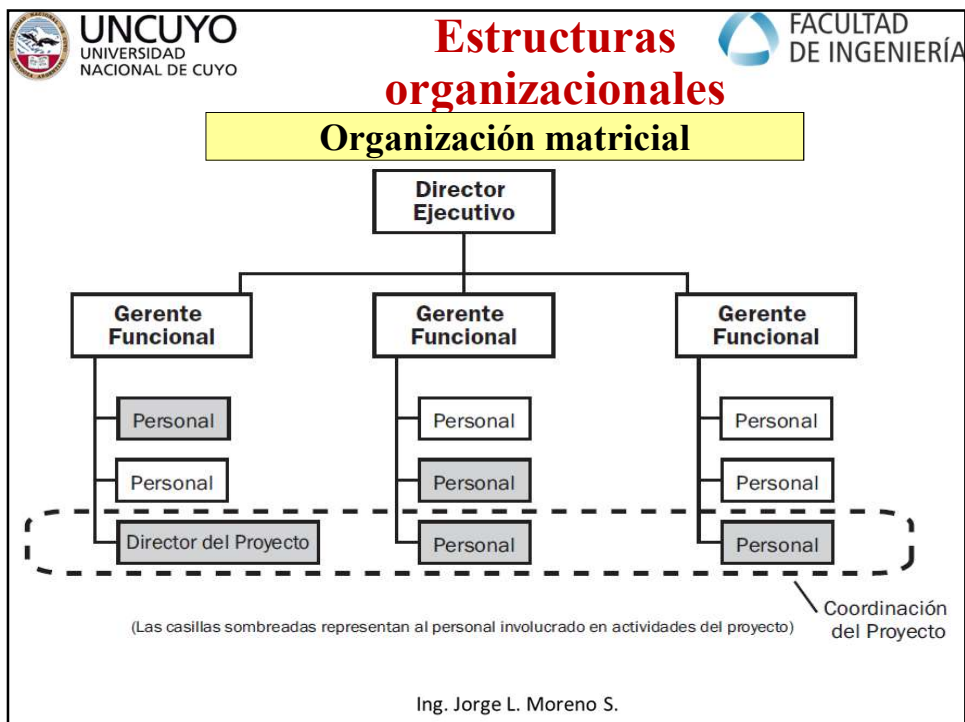 UNCUYO
UNIVERSIDAD
NACIONAL DE CUYO
Estructuras
organizacionales
FACULTAD
DE INGENIERÍA
Organización matricial
Director
Ejecutivo
Gerente
Funcional
Gerente
Funcional
Gerente
Funcional
Personal
Personal
Personal
Personal
Personal
Personal
Director del Proyecto
Personal
Personal
Coordinación
del Proyecto
(Las casillas sombreadas representan al personal involucrado en actividades del proyecto)
Ing. Jorge L. Moreno S.